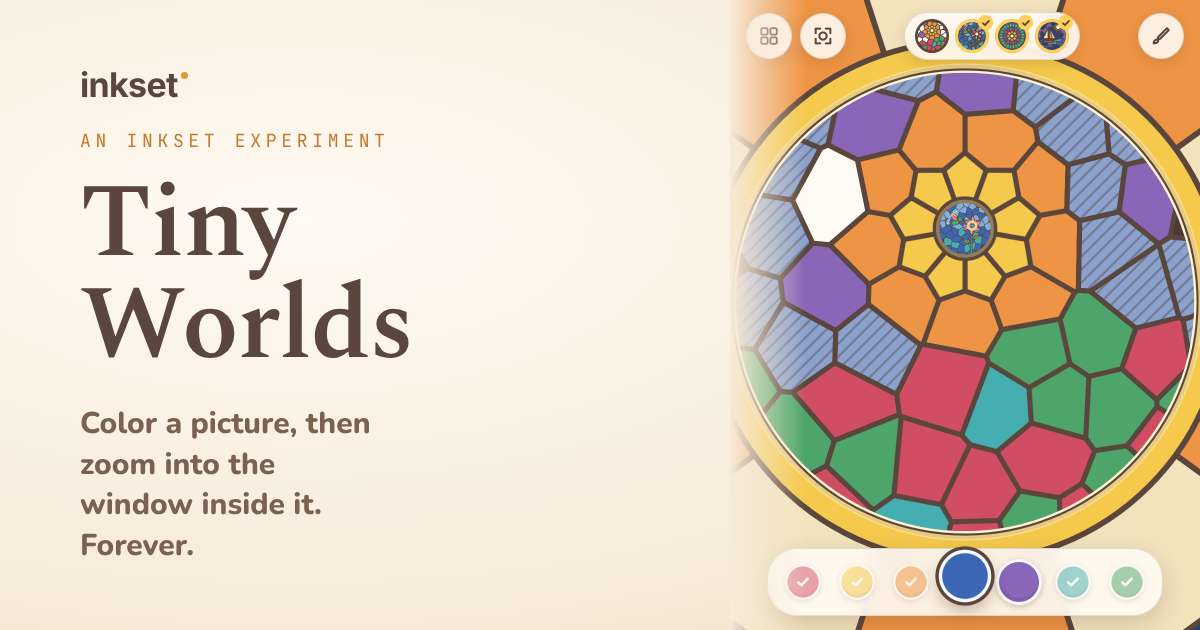 inkset
AN INKSET EXPERIMENT
Tiny
Worlds
Color a picture, then
zoom into the
window inside it.
Forever.